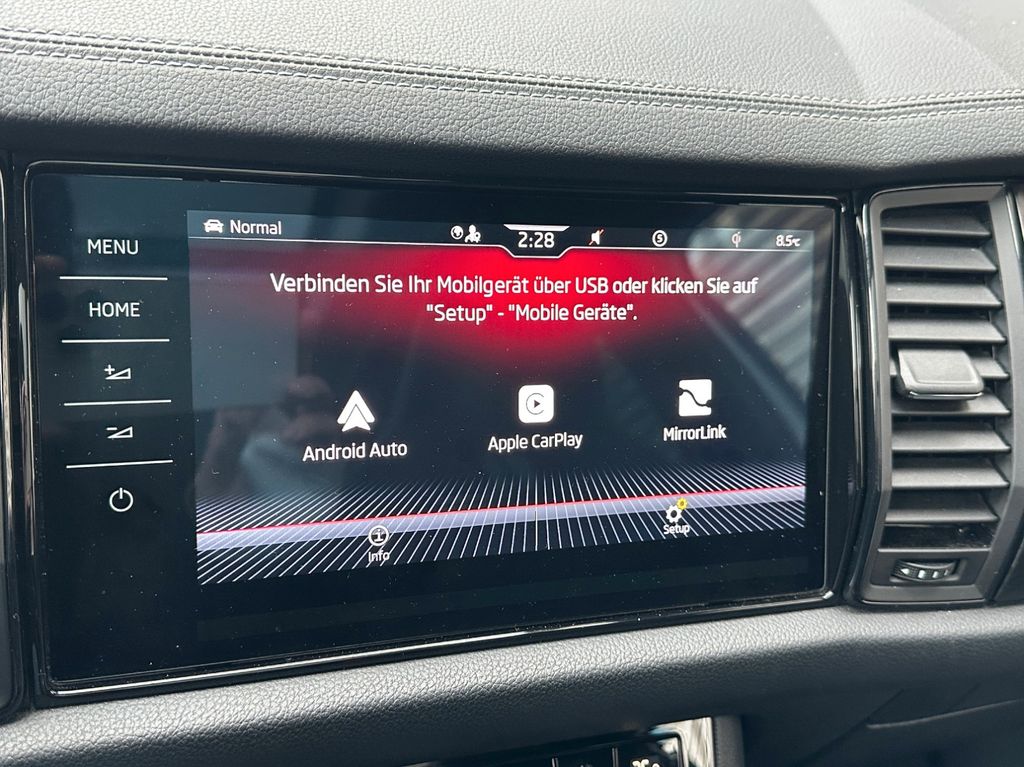 MENU
HOME
Normal
2:28
S
8.5°C
Verbinden Sie Ihr Mobilgerät über USB oder klicken Sie auf
"Setup" - "Mobile Geräte".
Android Auto
Apple CarPlay
MirrorLink
Info
Setup